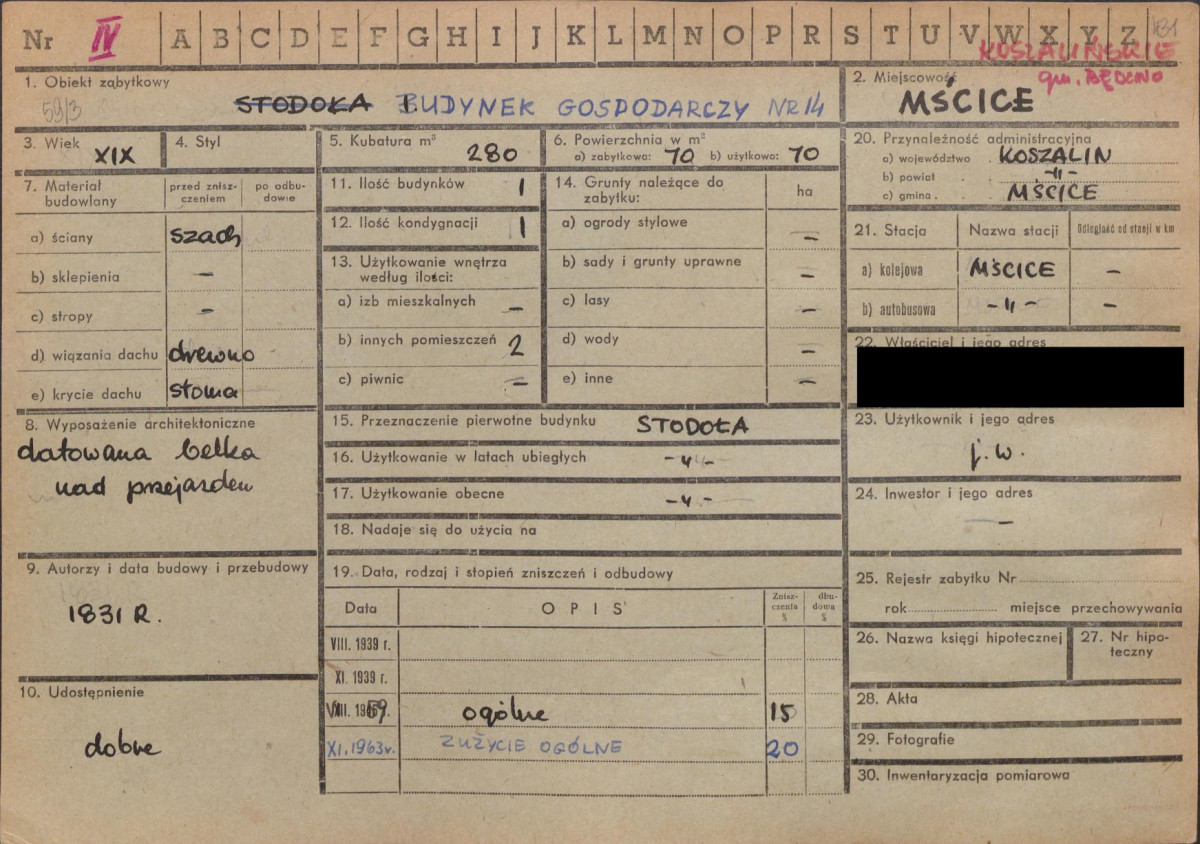 Nr IV A B C D E F G H I J K L M N O P R S T U V W X Y Z
KOSZALIŃSKIE
gm. BĘDZINO
1. Obiekt ząbytkowy
59/3
STODOŁA BUDYNEK GOSPODARCZY NR 14
2. Miejscowość
MŚCICE
3. Wiek XIX
4. Styl
5. Kubatura m³ 280
6. Powierzchnia w m²
a) zabytkowa: 70 b) użytkowa: 70
7. Materiał budowlany
przed zniszczeniem
po odbudowie
a) ściany szach
b) sklepienia –
c) stropy –
d) wiązania dachu drewno
e) krycie dachu słoma
8. Wyposażenie architektoniczne
datowana belka
nad przejazdem
9. Autorzy i data budowy i przebudowy
1831 R.
10. Udostępnienie
dobre
11. Ilość budynków 1
12. Ilość kondygnacji 1
13. Użytkowanie wnętrza
według ilości:
a) izb mieszkalnych –
b) innych pomieszczeń 2
c) piwnic –
14. Grunty należące do
zabytku:
ha
a) ogrody stylowe –
b) sady i grunty uprawne –
c) lasy –
d) wody –
e) inne –
15. Przeznaczenie pierwotne budynku STODOŁA
16. Użytkowanie w latach ubiegłych -„-
17. Użytkowanie obecne -„-
18. Nadaje się do użycia na
19. Data, rodzaj i stopień zniszczeń i odbudowy
Data OPIS Zniszczenia % dbudowa %
VIII. 1939 r.
XI. 1939 r.
59 ogólne 15
XI. 1963 r. ZUŻYCIE OGÓLNE 20
20. Przynależność administracyjna
a) województwo . KOSZALIN
b) powiat . -„-
c) gmina . . MŚCICE
21. Stacja Nazwa stacji Odległość od stacji w km
a) kolejowa MŚCICE –
b) autobusowa -„- –
22. Właściciel i jego adres
23. Użytkownik i jego adres
j.w.
24. Inwestor i jego adres
–
25. Rejestr zabytku Nr
rok miejsce przechowywania
26. Nazwa księgi hipotecznej
27. Nr hipoteczny
28. Akta
29. Fotografie
30. Inwentaryzacja pomiarowa